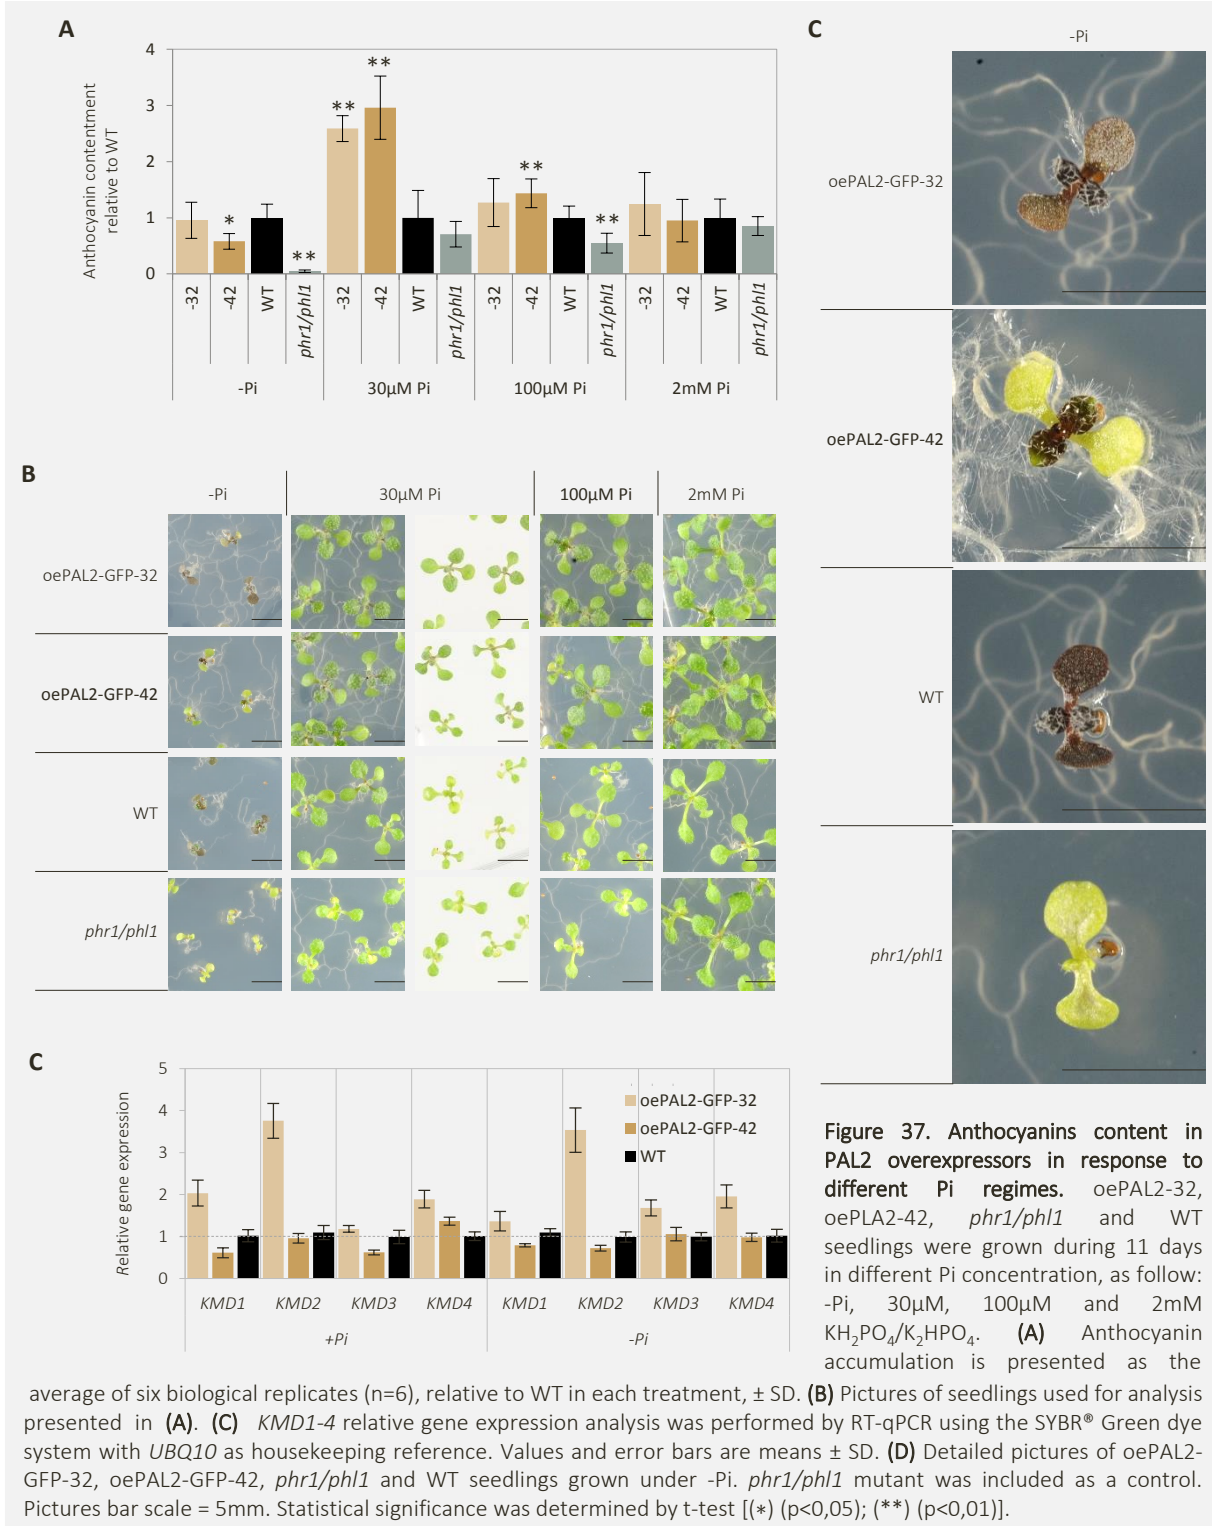 A
Anthocyanin contentment
relative to WT
4
3
2
1
0
*
**
**
**
**
**
-32
-42
WT
phr1/phl1
-32
-42
WT
phr1/phl1
-32
-42
WT
phr1/phl1
-32
-42
WT
phr1/phl1
-Pi
30µM Pi
100µM Pi
2mM Pi
B
-Pi
30µM Pi
100µM Pi
2mM Pi
oePAL2-GFP-32
oePAL2-GFP-42
WT
phr1/phl1
C
-Pi
oePAL2-GFP-32
oePAL2-GFP-42
WT
phr1/phl1
C
Relative gene expression
5
4
3
2
1
0
oePAL2-GFP-32
oePAL2-GFP-42
WT
KMD1 KMD2 KMD3 KMD4 KMD1 KMD2 KMD3 KMD4
+Pi -Pi
Figure 37. Anthocyanins content in
PAL2 overexpressors in response to
different Pi regimes. oePAL2-32,
oePLA2-42, phr1/phl1 and WT
seedlings were grown during 11 days
in different Pi concentration, as follow:
-Pi, 30µM, 100µM and 2mM
KH₂PO₄/K₂HPO₄. (A) Anthocyanin
accumulation is presented as the
average of six biological replicates (n=6), relative to WT in each treatment, ± SD. (B) Pictures of seedlings used for analysis
presented in (A). (C) KMD1-4 relative gene expression analysis was performed by RT-qPCR using the SYBR® Green dye
system with UBQ10 as housekeeping reference. Values and error bars are means ± SD. (D) Detailed pictures of oePAL2-
GFP-32, oePAL2-GFP-42, phr1/phl1 and WT seedlings grown under -Pi. phr1/phl1 mutant was included as a control.
Pictures bar scale = 5mm. Statistical significance was determined by t-test [(*) (p<0,05); (**) (p<0,01)].